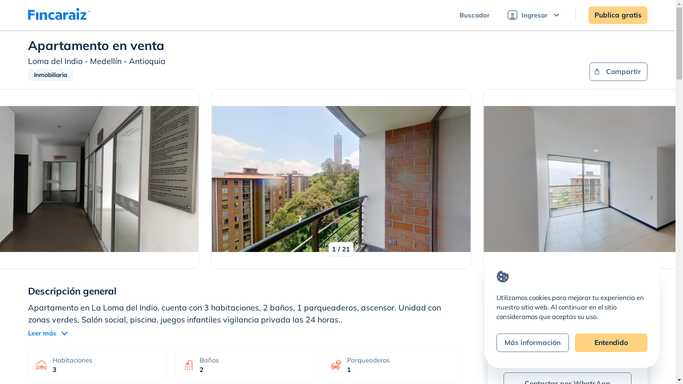 Fincaraiz
Buscador
Ingresar
Publica gratis
Apartamento en venta
Loma del Indio - Medellín - Antioquia
Inmobiliaria
Compartir
1 / 21
Descripción general
Apartamento en La Loma del Indio, cuenta con 3 habitaciones, 2 baños, 1 parqueaderos, ascensor. Unidad con
zonas verdes, Salón social, piscina, juegos infantiles vigilancia privada las 24 horas..
Leer más
Habitaciones
3
Baños
2
Parqueaderos
1
Utilizamos cookies para mejorar tu experiencia en
nuestro sitio web. Al continuar en el sitio
consideramos que aceptas su uso.
Más información
Entendido
Contactar por WhatsApp